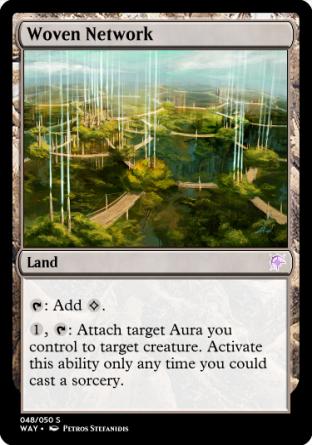 Woven Network
Land
: Add .
1, : Attach target Aura you
control to target creature. Activate
this ability only any time you could
cast a sorcery.
048/050 S
WAY • Petros Stefanidis